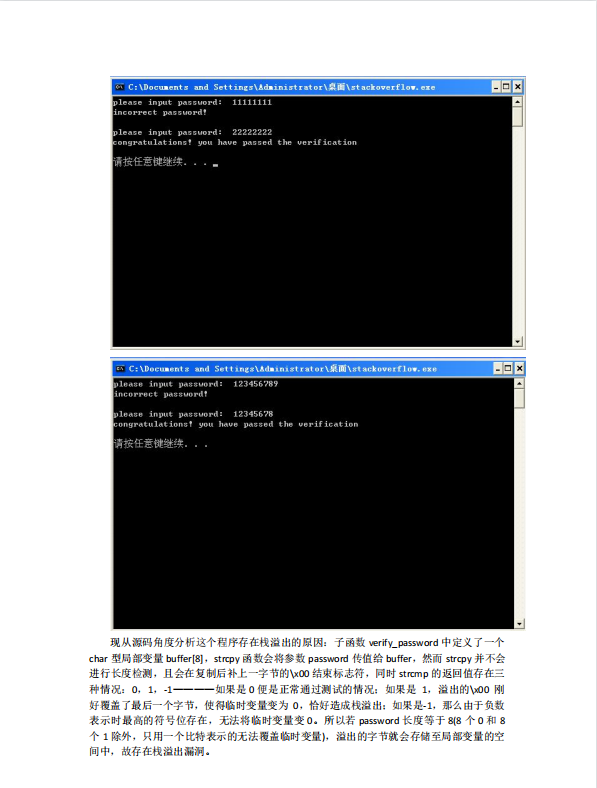 C:\Documents and Settings\Administrator\桌面\stackoverflow.exe
please input password:  11111111
incorrect password!
please input password:  22222222
congratulations! you have passed the verification
请按任意键继续. . .
C:\Documents and Settings\Administrator\桌面\stackoverflow.exe
please input password:  123456789
incorrect password!
please input password:  12345678
congratulations! you have passed the verification
请按任意键继续. . .
现从源码角度分析这个程序存在栈溢出的原因：子函数 verify_password 中定义了一个
char 型局部变量 buffer[8]，strcpy 函数会将参数 password 传值给 buffer，然而 strcpy 并不会
进行长度检测，且会在复制后补上一字节的\x00 结束标志符，同时 strcmp 的返回值存在三
种情况：0，1，-1————如果是 0 便是正常通过测试的情况；如果是 1，溢出的\x00 刚
好覆盖了最后一个字节，使得临时变量变为 0，恰好造成栈溢出；如果是-1，那么由于负数
表示时最高的符号位存在，无法将临时变量变 0。所以若 password 长度等于 8(8 个 0 和 8
个 1 除外，只用一个比特表示的无法覆盖临时变量)，溢出的字节就会存储至局部变量的空
间中，故存在栈溢出漏洞。